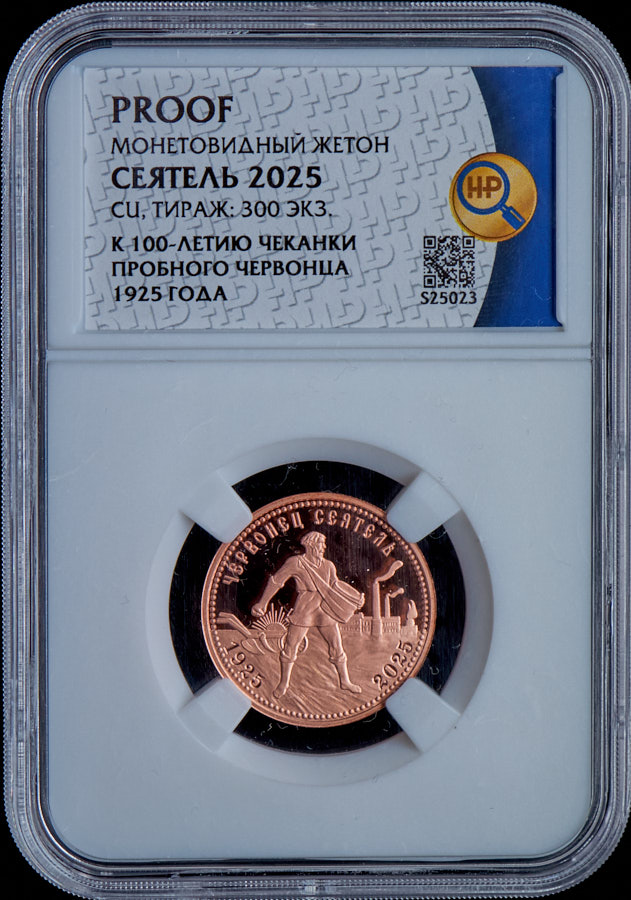 PROOF
МОНЕТОВИДНЫЙ ЖЕТОН
СЕЯТЕЛЬ 2025
CU, ТИРАЖ: 300 ЭКЗ.
К 100-ЛЕТИЮ ЧЕКАНКИ
ПРОБНОГО ЧЕРВОНЦА
1925 ГОДА
НР
S25023
ЧЕРВОНЕЦ СЕЯТЕЛЬ
1925 2025